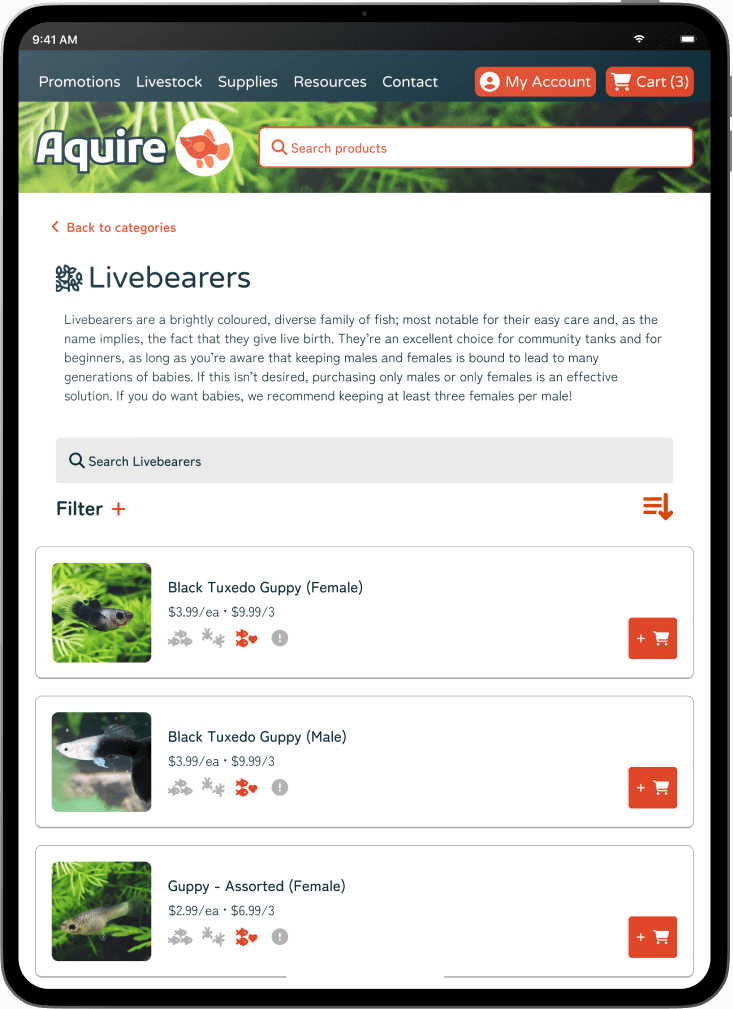 9:41 AM
Promotions Livestock Supplies Resources Contact My Account Cart (3)
Aquire Search products
Back to categories
Livebearers
Livebearers are a brightly coloured, diverse family of fish; most notable for their easy care and, as the
name implies, the fact that they give live birth. They're an excellent choice for community tanks and for
beginners, as long as you're aware that keeping males and females is bound to lead to many
generations of babies. If this isn't desired, purchasing only males or only females is an effective
solution. If you do want babies, we recommend keeping at least three females per male!
Search Livebearers
Filter +
Black Tuxedo Guppy (Female)
$3.99/ea • $9.99/3
+
Black Tuxedo Guppy (Male)
$3.99/ea • $9.99/3
+
Guppy - Assorted (Female)
$2.99/ea • $6.99/3
+